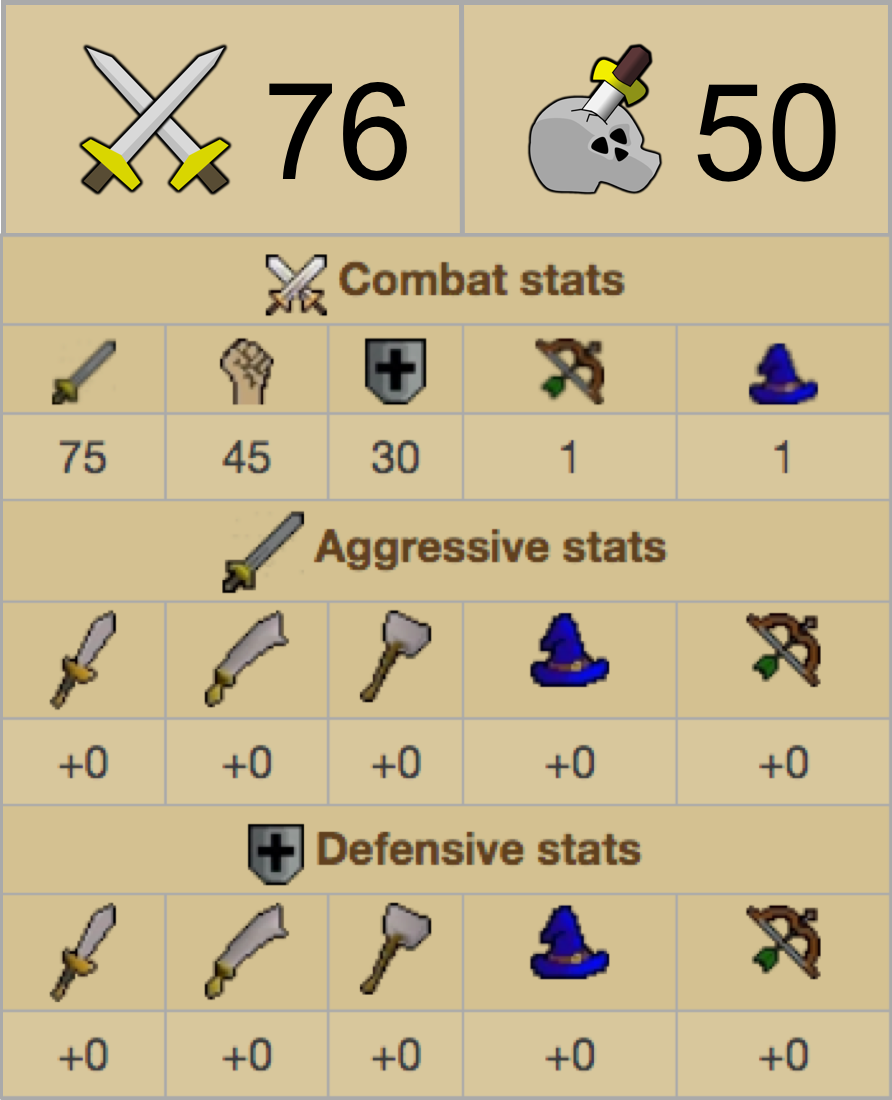 76 50
Combat stats
75 45 30 1 1
Aggressive stats
+0 +0 +0 +0 +0
Defensive stats
+0 +0 +0 +0 +0